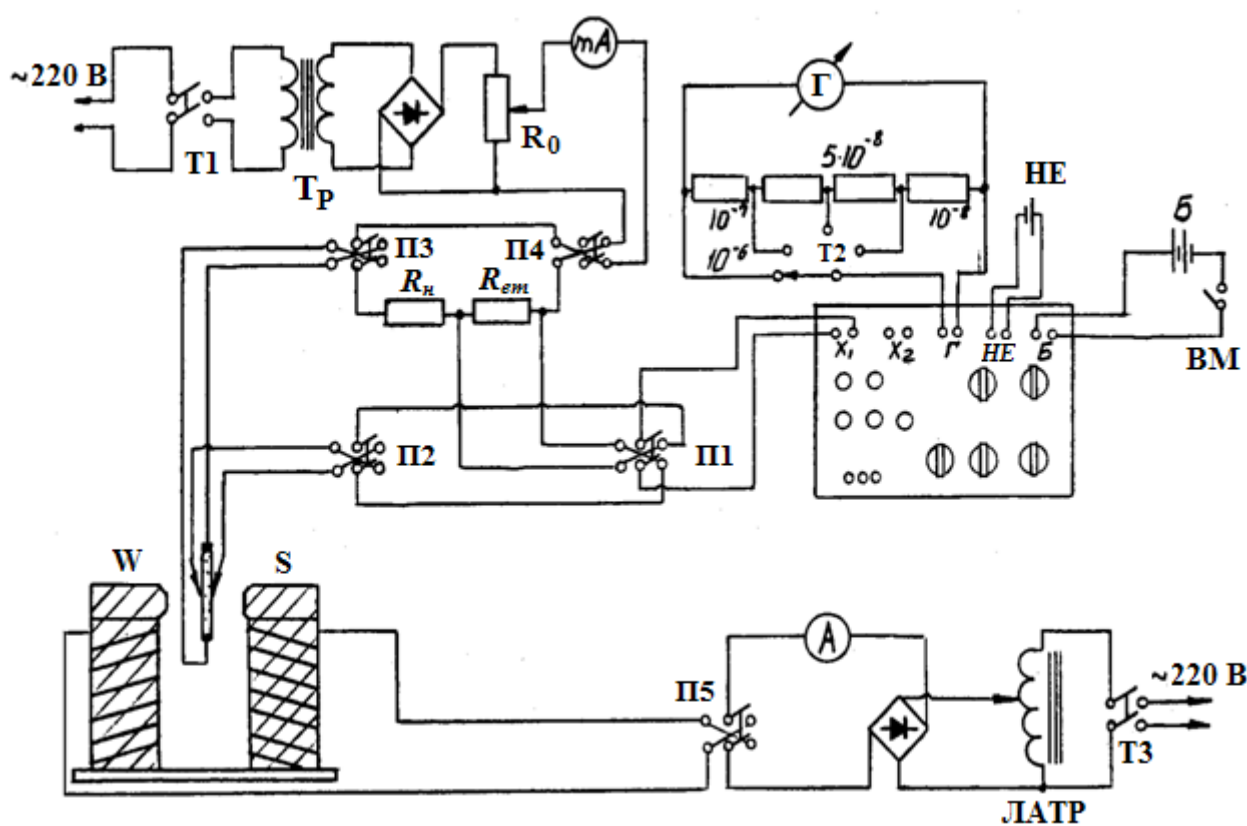 mA
~220 В
Т1
Тр
R0
Г
5·10⁻⁸
10⁻⁷
10⁻⁸
10⁻⁶
Т2
НЕ
Б
ВМ
П3
П4
Rн
Rет
X1
X2
Г
НЕ
Б
П2
П1
W
S
А
П5
~220 В
Т3
ЛАТР